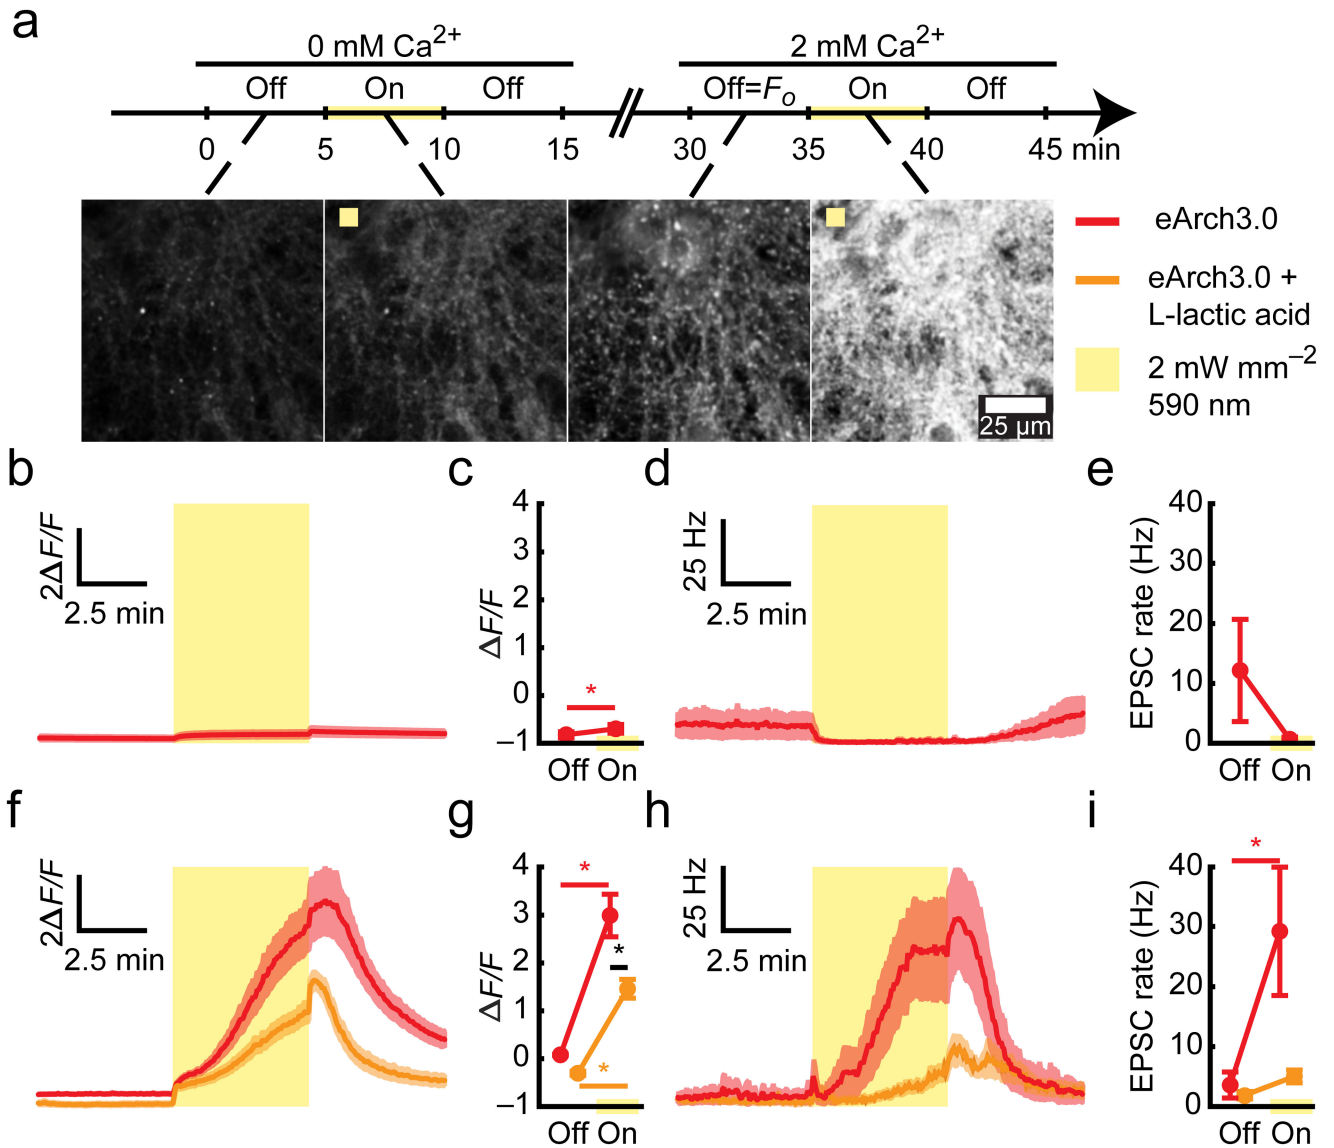 a
0 mM Ca2+
2 mM Ca2+
Off
On
Off
Off=Fo
On
Off
0
5
10
15
30
35
40
45 min
eArch3.0
eArch3.0 +
L-lactic acid
2 mW mm–2
590 nm
25 µm
b
2ΔF/F
2.5 min
c
ΔF/F
4
3
2
1
0
–1
*
Off On
d
25 Hz
2.5 min
e
EPSC rate (Hz)
40
30
20
10
0
Off On
f
2ΔF/F
2.5 min
g
ΔF/F
4
3
2
1
0
–1
*
*
*
Off On
h
25 Hz
2.5 min
i
EPSC rate (Hz)
40
30
20
10
0
*
Off On